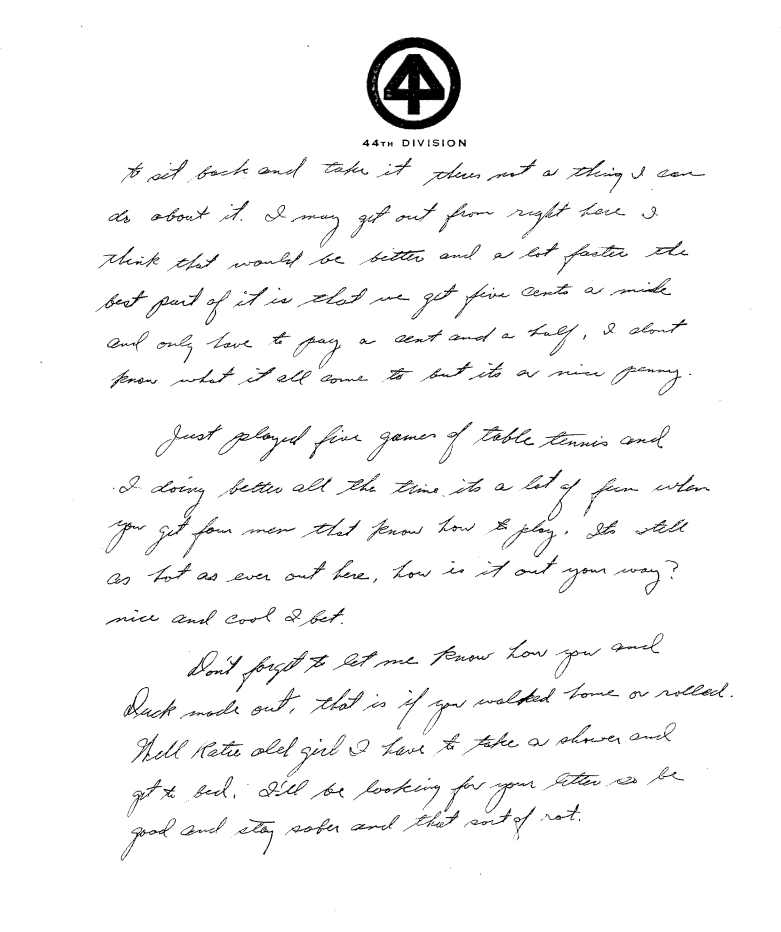 44TH DIVISION
to sit back and take it theres not a thing I can
do about it. I may get out from right here I
think that would be better and a lot faster the
best part of it is that we get five cents a mile
and only have to pay a cent and a half, I dont
know what it all come to but its a nice penny.
Just played five games of table tennis and
I doing better all the time its a lot of fun when
you get four men that know how to play. Its still
as hot as ever out here, how is it out your way?
nice and cool I bet.
Don't forget to let me know how you and
Duck made out, that is if you walked home or rolled.
Well Katie old girl I have to take a shower and
get to bed. I'll be looking for your letter so be
good and stay sober and that sort of rot.